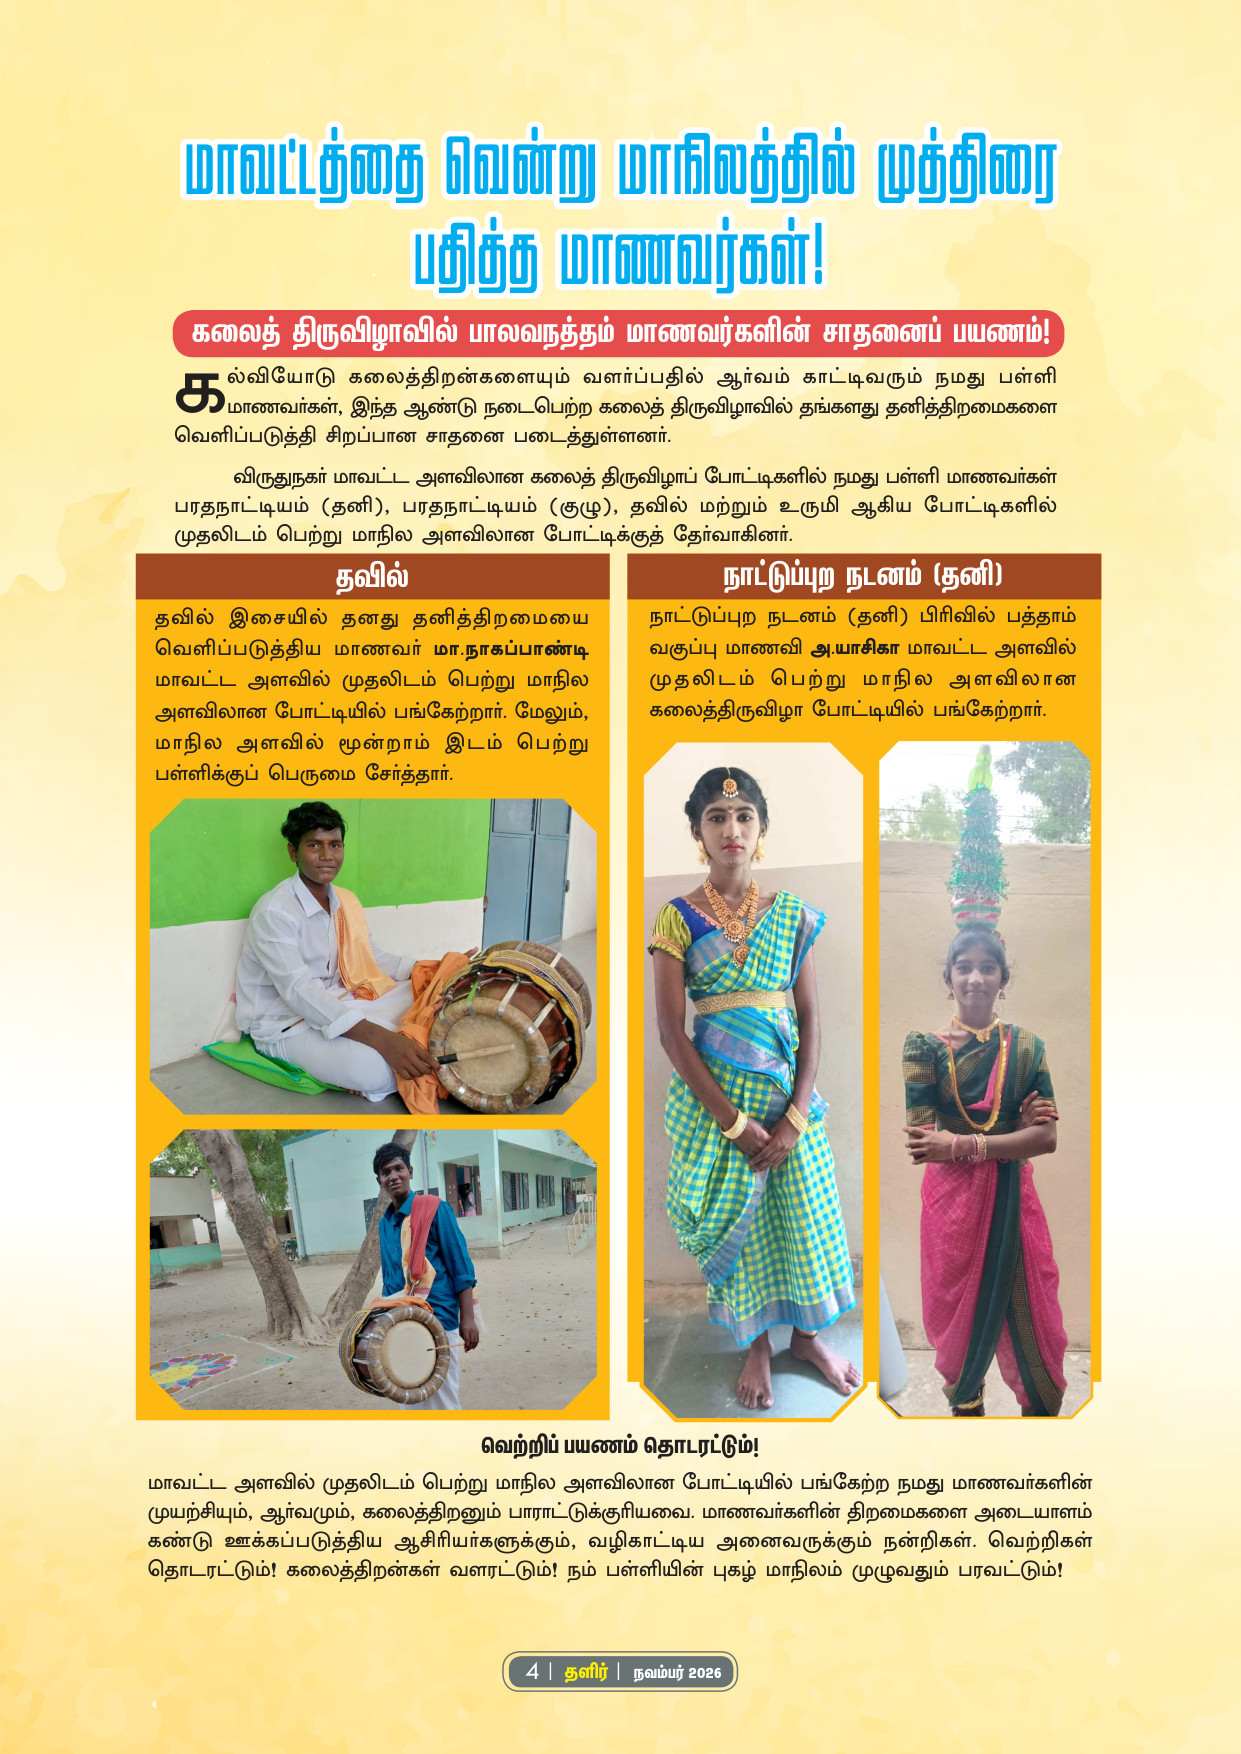 மாவட்டத்தை வென்று மாநிலத்தில் முத்திரை
பதித்த மாணவர்கள்!
கலைத் திருவிழாவில் பாலவநத்தம் மாணவர்களின் சாதனைப் பயணம்!
கல்வியோடு கலைத்திறன்களையும் வளர்ப்பதில் ஆர்வம் காட்டிவரும் நமது பள்ளி
மாணவர்கள், இந்த ஆண்டு நடைபெற்ற கலைத் திருவிழாவில் தங்களது தனித்திறமைகளை
வெளிப்படுத்தி சிறப்பான சாதனை படைத்துள்ளனர்.
விருதுநகர் மாவட்ட அளவிலான கலைத் திருவிழாப் போட்டிகளில் நமது பள்ளி மாணவர்கள்
பரதநாட்டியம் (தனி), பரதநாட்டியம் (குழு), தவில் மற்றும் உருமி ஆகிய போட்டிகளில்
முதலிடம் பெற்று மாநில அளவிலான போட்டிக்குத் தேர்வாகினர்.
தவில்
தவில் இசையில் தனது தனித்திறமையை
வெளிப்படுத்திய மாணவர் மா.நாகப்பாண்டி
மாவட்ட அளவில் முதலிடம் பெற்று மாநில
அளவிலான போட்டியில் பங்கேற்றார். மேலும்,
மாநில அளவில் மூன்றாம் இடம் பெற்று
பள்ளிக்குப் பெருமை சேர்த்தார்.
நாட்டுப்புற நடனம் (தனி)
நாட்டுப்புற நடனம் (தனி) பிரிவில் பத்தாம்
வகுப்பு மாணவி அ.யாசிகா மாவட்ட அளவில்
முதலிடம் பெற்று மாநில அளவிலான
கலைத்திருவிழா போட்டியில் பங்கேற்றார்.
வெற்றிப் பயணம் தொடரட்டும்!
மாவட்ட அளவில் முதலிடம் பெற்று மாநில அளவிலான போட்டியில் பங்கேற்ற நமது மாணவர்களின்
முயற்சியும், ஆர்வமும், கலைத்திறனும் பாராட்டுக்குரியவை. மாணவர்களின் திறமைகளை அடையாளம்
கண்டு ஊக்கப்படுத்திய ஆசிரியர்களுக்கும், வழிகாட்டிய அனைவருக்கும் நன்றிகள். வெற்றிகள்
தொடரட்டும்! கலைத்திறன்கள் வளரட்டும்! நம் பள்ளியின் புகழ் மாநிலம் முழுவதும் பரவட்டும்!
4 | தளிர் | நவம்பர் 2026